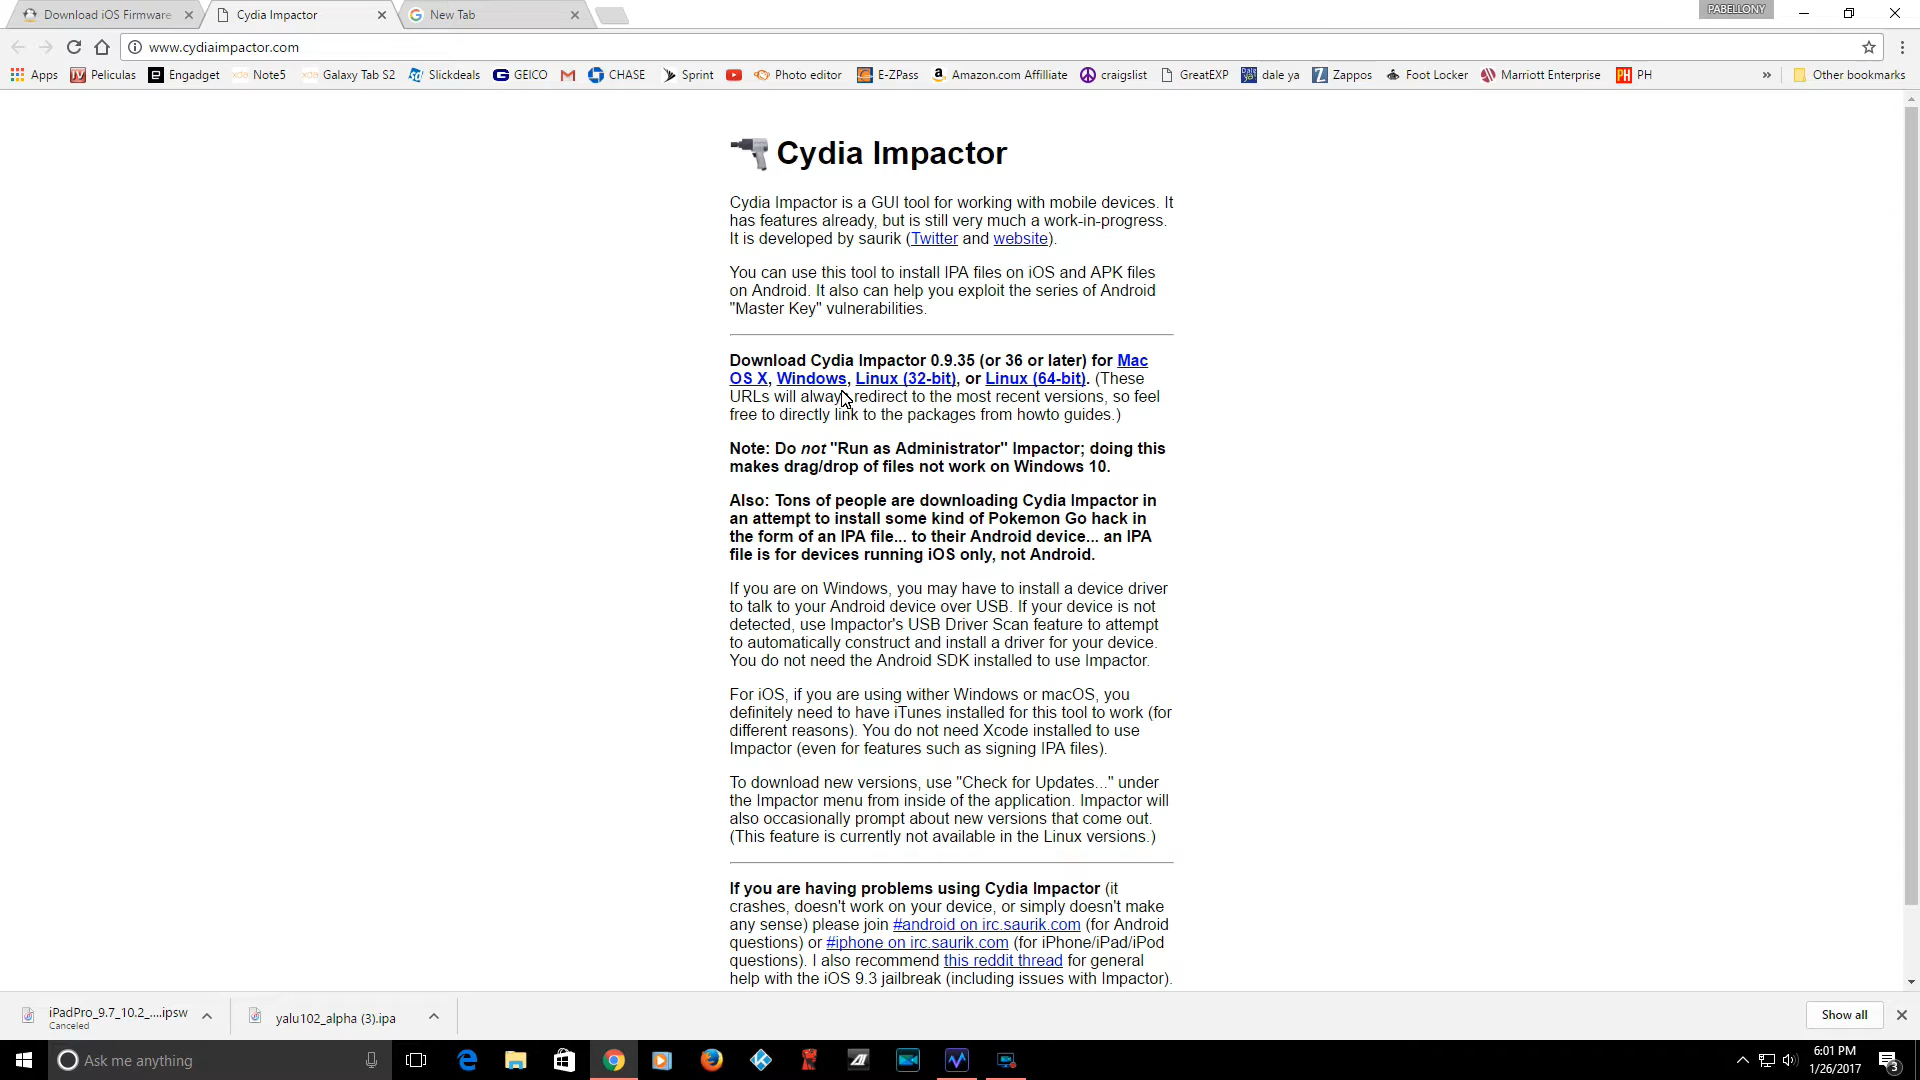 Download iOS Firmware
Cydia Impactor
New Tab
PABELLONY
www.cydiaimpactor.com
Apps
Peliculas
Engadget
Note5
Galaxy Tab S2
Slickdeals
GEICO
CHASE
Sprint
Photo editor
E-ZPass
Amazon.com Affilliate
craigslist
GreatEXP
dale ya
Zappos
Foot Locker
Marriott Enterprise
PH
Other bookmarks
Cydia Impactor
Cydia Impactor is a GUI tool for working with mobile devices. It
has features already, but is still very much a work-in-progress.
It is developed by saurik (Twitter and website).
You can use this tool to install IPA files on iOS and APK files
on Android. It also can help you exploit the series of Android
"Master Key" vulnerabilities.
Download Cydia Impactor 0.9.35 (or 36 or later) for Mac
OS X, Windows, Linux (32-bit), or Linux (64-bit). (These
URLs will always redirect to the most recent versions, so feel
free to directly link to the packages from howto guides.)
Note: Do not "Run as Administrator" Impactor; doing this
makes drag/drop of files not work on Windows 10.
Also: Tons of people are downloading Cydia Impactor in
an attempt to install some kind of Pokemon Go hack in
the form of an IPA file... to their Android device... an IPA
file is for devices running iOS only, not Android.
If you are on Windows, you may have to install a device driver
to talk to your Android device over USB. If your device is not
detected, use Impactor's USB Driver Scan feature to attempt
to automatically construct and install a driver for your device.
You do not need the Android SDK installed to use Impactor.
For iOS, if you are using wither Windows or macOS, you
definitely need to have iTunes installed for this tool to work (for
different reasons). You do not need Xcode installed to use
Impactor (even for features such as signing IPA files).
To download new versions, use "Check for Updates..." under
the Impactor menu from inside of the application. Impactor will
also occasionally prompt about new versions that come out.
(This feature is currently not available in the Linux versions.)
If you are having problems using Cydia Impactor (it
crashes, doesn't work on your device, or simply doesn't make
any sense) please join #android on irc.saurik.com (for Android
questions) or #iphone on irc.saurik.com (for iPhone/iPad/iPod
questions). I also recommend this reddit thread for general
help with the iOS 9.3 jailbreak (including issues with Impactor).
iPadPro_9.7_10.2_....ipsw
Canceled
yalu102_alpha (3).ipa
Show all
Ask me anything
6:01 PM
1/26/2017
3